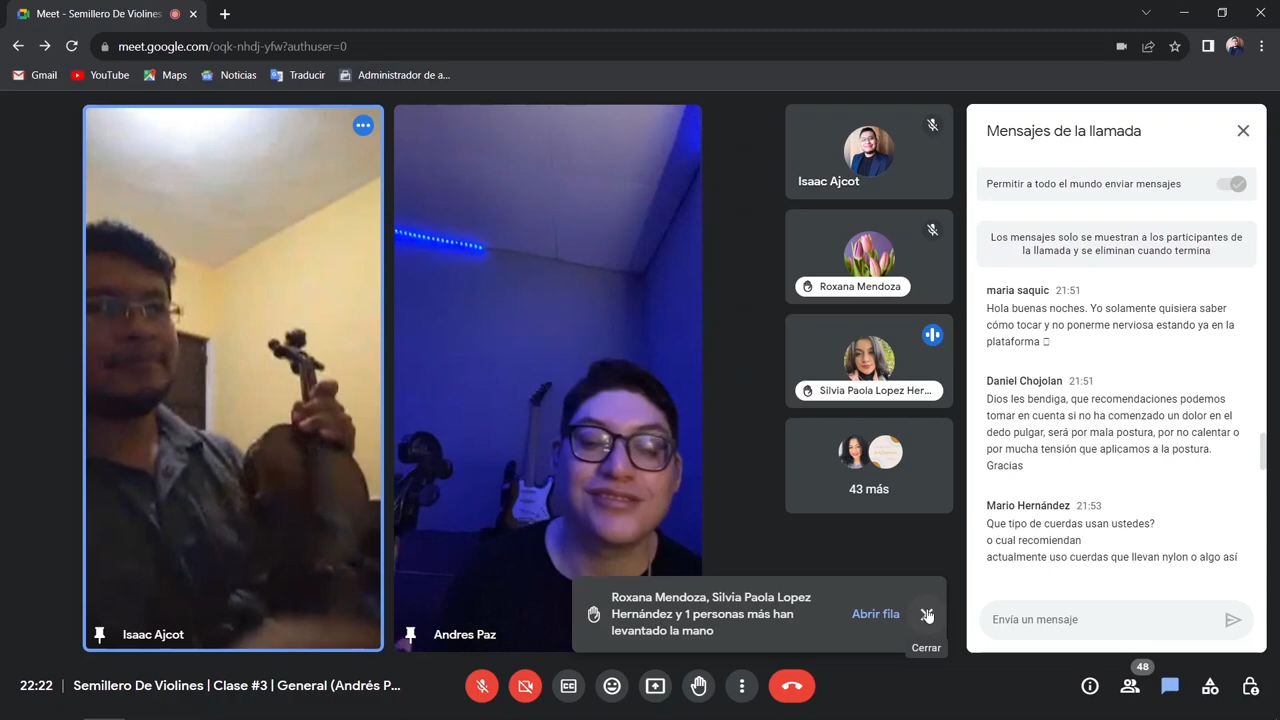 Meet - Semillero De Violines
meet.google.com/oqk-nhdj-yfw?authuser=0
Gmail
YouTube
Maps
Noticias
Traducir
Administrador de a...
Isaac Ajcot
Roxana Mendoza
Silvia Paola Lopez Her...
43 más
Isaac Ajcot
Andres Paz
Roxana Mendoza, Silvia Paola Lopez
Hernández y 1 personas más han
levantado la mano
Abrir fila
Cerrar
Mensajes de la llamada
Permitir a todo el mundo enviar mensajes
Los mensajes solo se muestran a los participantes de
la llamada y se eliminan cuando termina
maria saquic 21:51
Hola buenas noches. Yo solamente quisiera saber
cómo tocar y no ponerme nerviosa estando ya en la
plataforma
Daniel Chojolan 21:51
Dios les bendiga, que recomendaciones podemos
tomar en cuenta si no ha comenzado un dolor en el
dedo pulgar, será por mala postura, por no calentar o
por mucha tensión que aplicamos a la postura.
Gracias
Mario Hernández 21:53
Que tipo de cuerdas usan ustedes?
o cual recomiendan
actualmente uso cuerdas que llevan nylon o algo así
Envía un mensaje
22:22 | Semillero De Violines | Clase #3 | General (Andrés P...
48